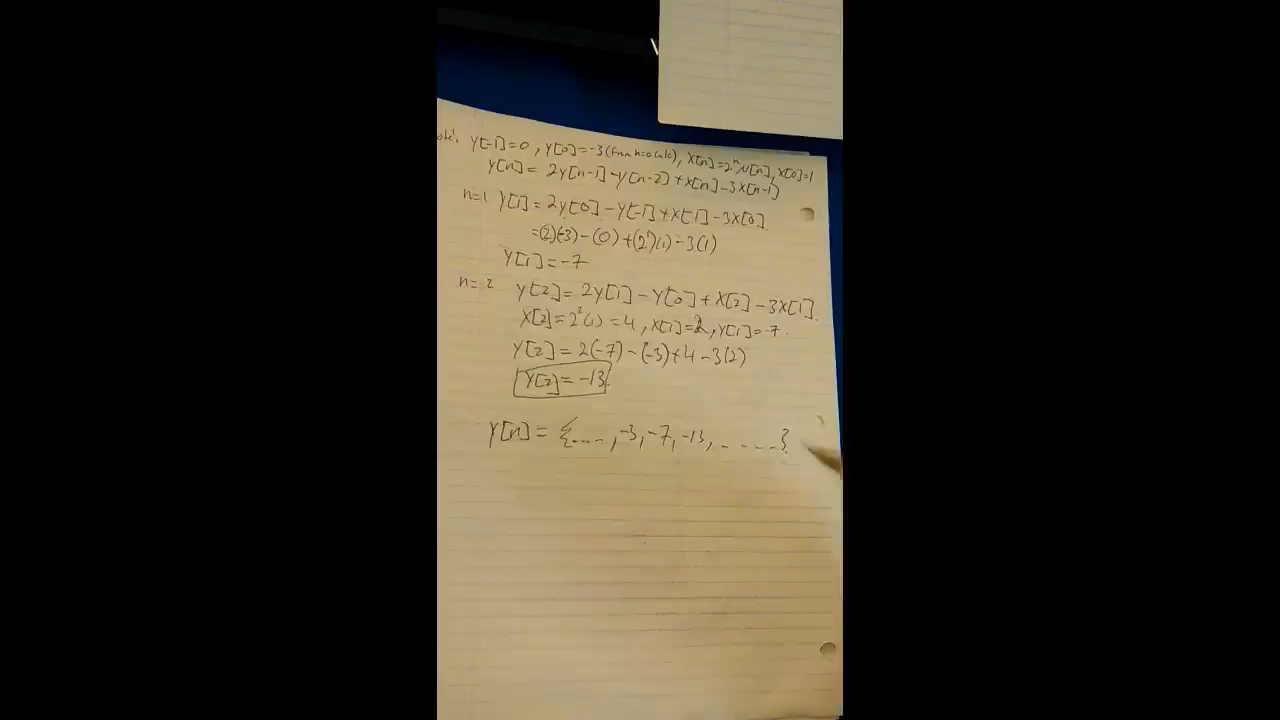 Y[-1]=0, Y[0]=-3 (from n=0 calc), X[n]=2ⁿμ[n], X[0]=1
Y[n] = 2Y[n-1]-Y[n-2]+X[n]-3X[n-1]
n=1 Y[1]=2Y[0]-Y[-1]+X[1]-3X[0].
=(2)(-3)-(0)+(2¹)(1)-3(1)
Y[1]=-7
n=2 Y[2]=2Y[1]-Y[0]+X[2]-3X[1].
X[2]=2²(1)=4, X[1]=2, Y[1]=-7.
Y[2]=2(-7)-(-3)+4-3(2)
Y[2]=-13.
Y[n] = {...., -3, -7, -13, .....}